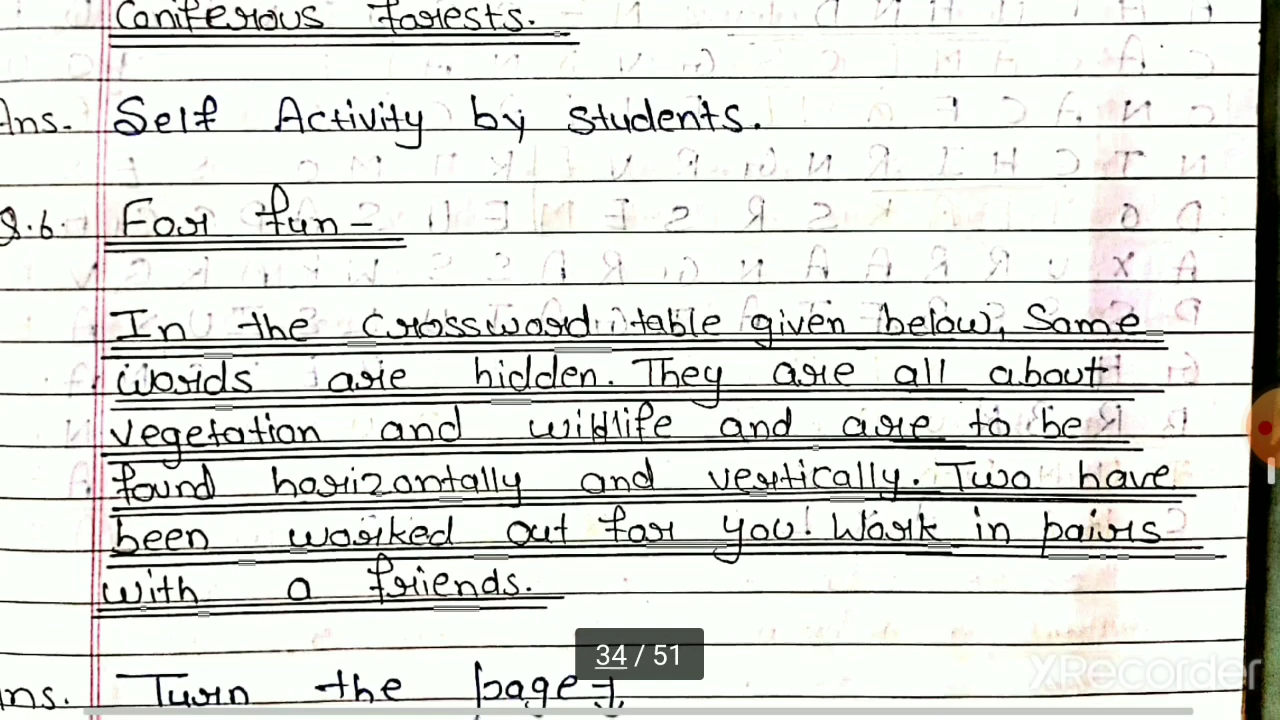 Coniferous forests.
Ans. Self Activity by students.
Q.6. For fun-
In the crossword table given below, Some
words are hidden. They are all about
vegetation and wildlife and are to be
found horizontally and vertically. Two have
been worked out for you! Work in pairs
with a friends.
34 / 51
XRecorder
Ans. Turn the page